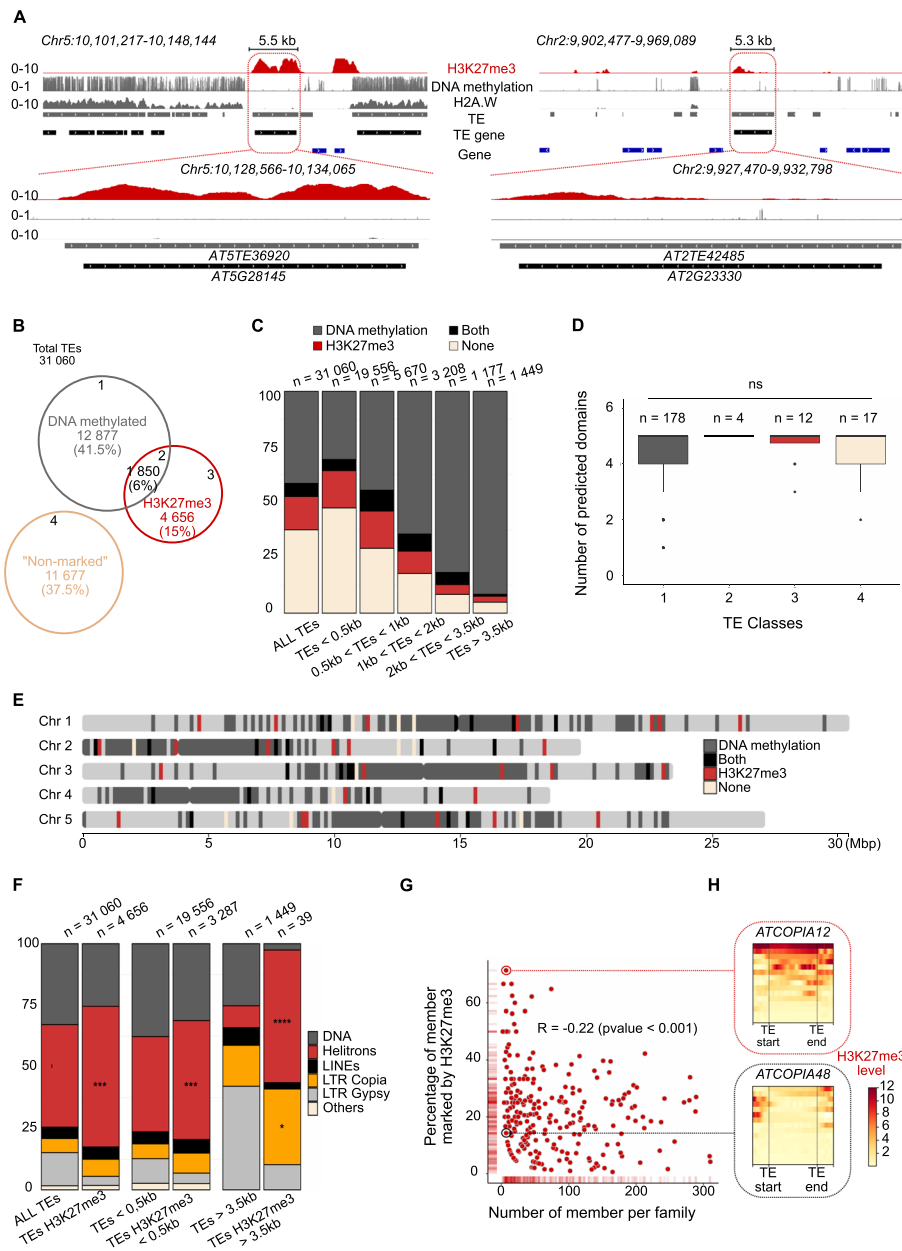 A
Chr5:10,101,217-10,148,144
5.5 kb
Chr2:9,902,477-9,969,089
5.3 kb
0-10
H3K27me3
0-1
DNA methylation
0-10
H2A.W
TE
TE gene
Gene
Chr5:10,128,566-10,134,065
Chr2:9,927,470-9,932,798
0-10
0-1
0-10
AT5TE36920
AT2TE42485
AT5G28145
AT2G23330
B
Total TEs
31 060
1
DNA methylated
12 877
(41.5%)
2
1 850
(6%)
3
H3K27me3
4 656
(15%)
4
"Non-marked"
11 677
(37.5%)
C
DNA methylation
Both
H3K27me3
None
n = 31 060
n = 19 556
n = 5 670
n = 3 208
n = 1 177
n = 1 449
100
75
50
25
0
ALL TEs
TEs < 0.5kb
0.5kb < TEs < 1kb
1kb < TEs < 2kb
2kb < TEs < 3.5kb
TEs > 3.5kb
D
Number of predicted domains
6
4
2
0
ns
n = 178
n = 4
n = 12
n = 17
1
2
3
4
TE Classes
E
Chr 1
Chr 2
Chr 3
Chr 4
Chr 5
DNA methylation
Both
H3K27me3
None
0
5
10
15
20
25
30 (Mbp)
F
n = 31 060
n = 4 656
n = 19 556
n = 3 287
n = 1 449
n = 39
100
75
50
25
0
***
***
****
*
DNA
Helitrons
LINEs
LTR Copia
LTR Gypsy
Others
ALL TEs
TEs H3K27me3
TEs < 0,5kb
TEs H3K27me3
< 0.5kb
TEs > 3.5kb
TEs H3K27me3
> 3.5kb
G
Percentage of member
marked by H3K27me3
60
40
20
0
R = -0.22 (pvalue < 0.001)
0
100
200
300
Number of member per family
H
ATCOPIA12
TE
start
TE
end
ATCOPIA48
TE
start
TE
end
H3K27me3
level
12
10
8
6
4
2